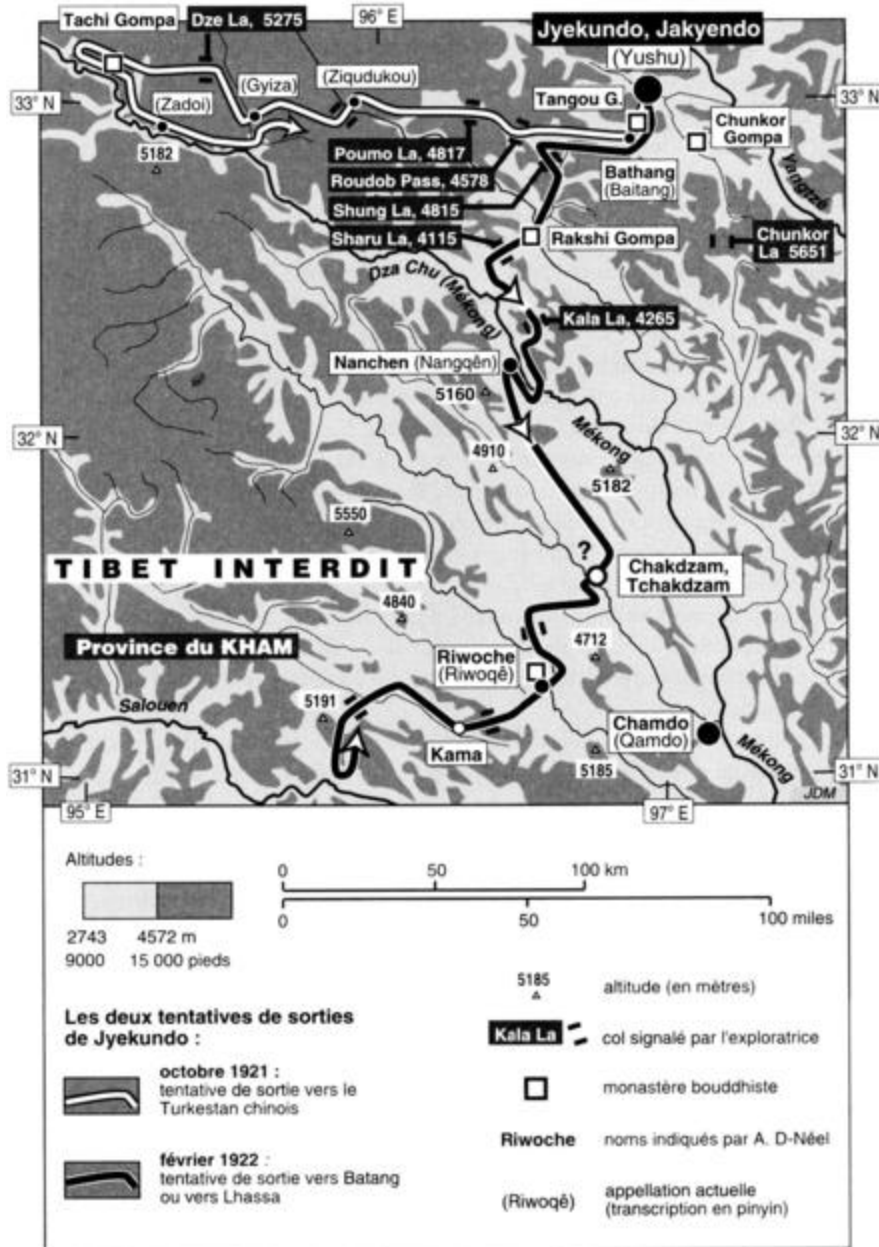 Tachi Gompa
Dze La, 5275
96° E
Jyekundo, Jakyendo
(Yushu)
33° N
(Zadoi)
(Gyiza)
(Ziqudukou)
Tangou G.
33° N
5182
Poumo La, 4817
Chunkor
Gompa
Roudob Pass, 4578
Bathang
(Baitang)
Yangtzé
Shung La, 4815
Sharu La, 4115
Rakshi Gompa
Chunkor
La 5651
Dza Chu (Mékong)
Kala La, 4265
Nanchen (Nangqên)
5160
32° N
Mékong
32° N
4910
5182
5550
TIBET INTERDIT
?
Chakdzam,
Tchakdzam
4840
Province du KHAM
4712
Riwoche
(Riwoqê)
Salouen
5191
Chamdo
(Qamdo)
Kama
Mékong
5185
31° N
31° N
95° E
97° E
JDM
Altitudes :
0 50 100 km
0 50 100 miles
2743 4572 m
9000 15 000 pieds
5185
altitude (en mètres)
Les deux tentatives de sorties
de Jyekundo :
Kala La
col signalé par l'exploratrice
octobre 1921 :
tentative de sortie vers le
Turkestan chinois
monastère bouddhiste
Riwoche noms indiqués par A. D-Néel
février 1922 :
tentative de sortie vers Batang
ou vers Lhassa
(Riwoqê) appellation actuelle
(transcription en pinyin)